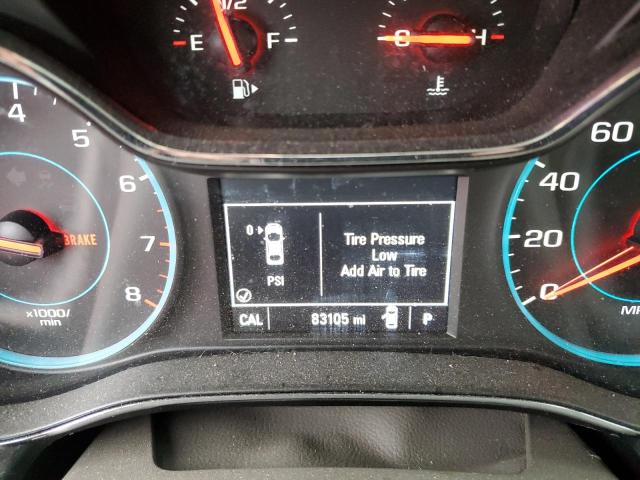 1/2
E F
C H
4 5 6 7 8
BRAKE
x1000/
min
0
PSI
Tire Pressure
Low
Add Air to Tire
CAL 83105 mi P
60
40
20
0